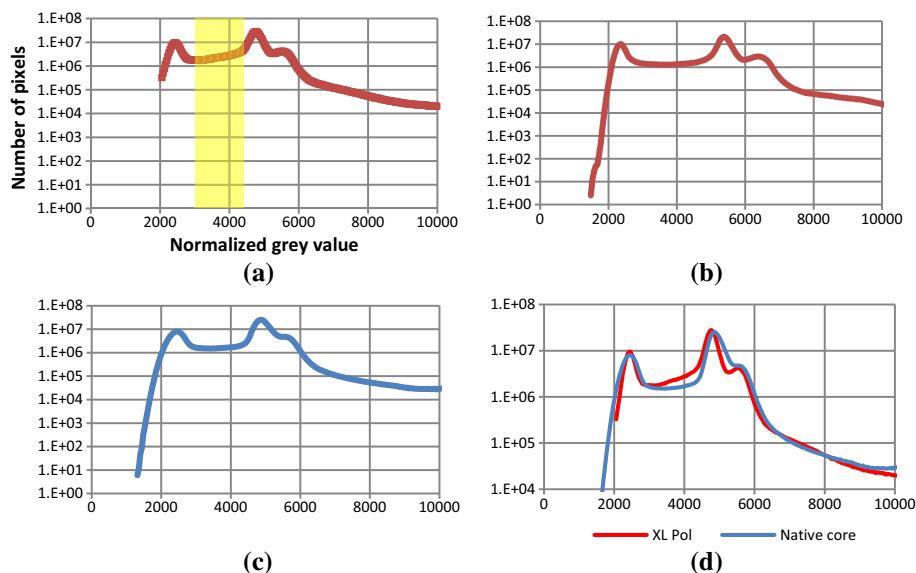 1.E+08
1.E+07
1.E+06
1.E+05
1.E+04
1.E+03
1.E+02
1.E+01
1.E+00
Number of pixels
0 2000 4000 6000 8000 10000
Normalized grey value
(a)
1.E+08
1.E+07
1.E+06
1.E+05
1.E+04
1.E+03
1.E+02
1.E+01
1.E+00
0 2000 4000 6000 8000 10000
(b)
1.E+08
1.E+07
1.E+06
1.E+05
1.E+04
1.E+03
1.E+02
1.E+01
1.E+00
0 2000 4000 6000 8000 10000
(c)
1.E+08
1.E+07
1.E+06
1.E+05
1.E+04
0 2000 4000 6000 8000 10000
XL Pol Native core
(d)